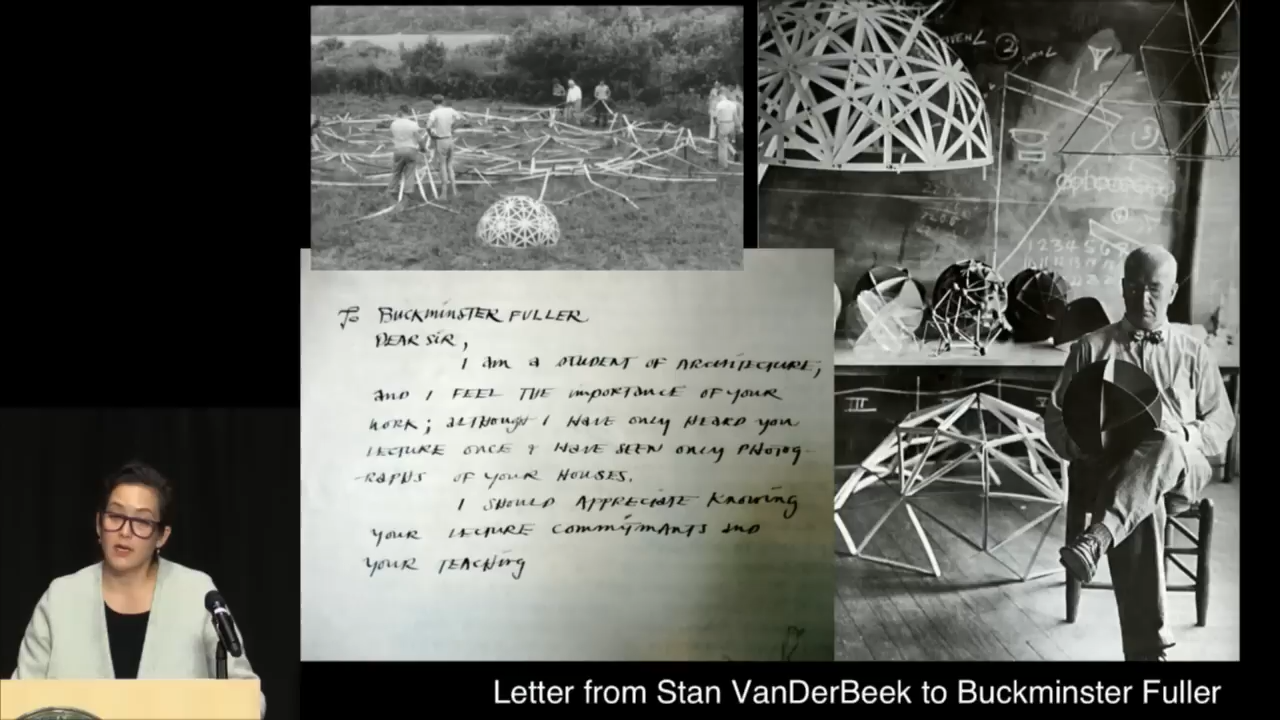 To BUCKMINSTER FULLER
DEAR SIR,
I am a STUDENT OF ARCHITECTURE,
AND I FEEL THE importance OF YOUR
WORK; ALTHOUGH I HAVE ONLY HEARD YOU
LECTURE ONCE & HAVE SEEN ONLY PHOTOG-
-RAPHS OF YOUR HOUSES.
I SHOULD APPRECIATE KNOWING
YOUR LECTURE COMMITMANTS AND
YOUR TEACHING
III
Letter from Stan VanDerBeek to Buckminster Fuller